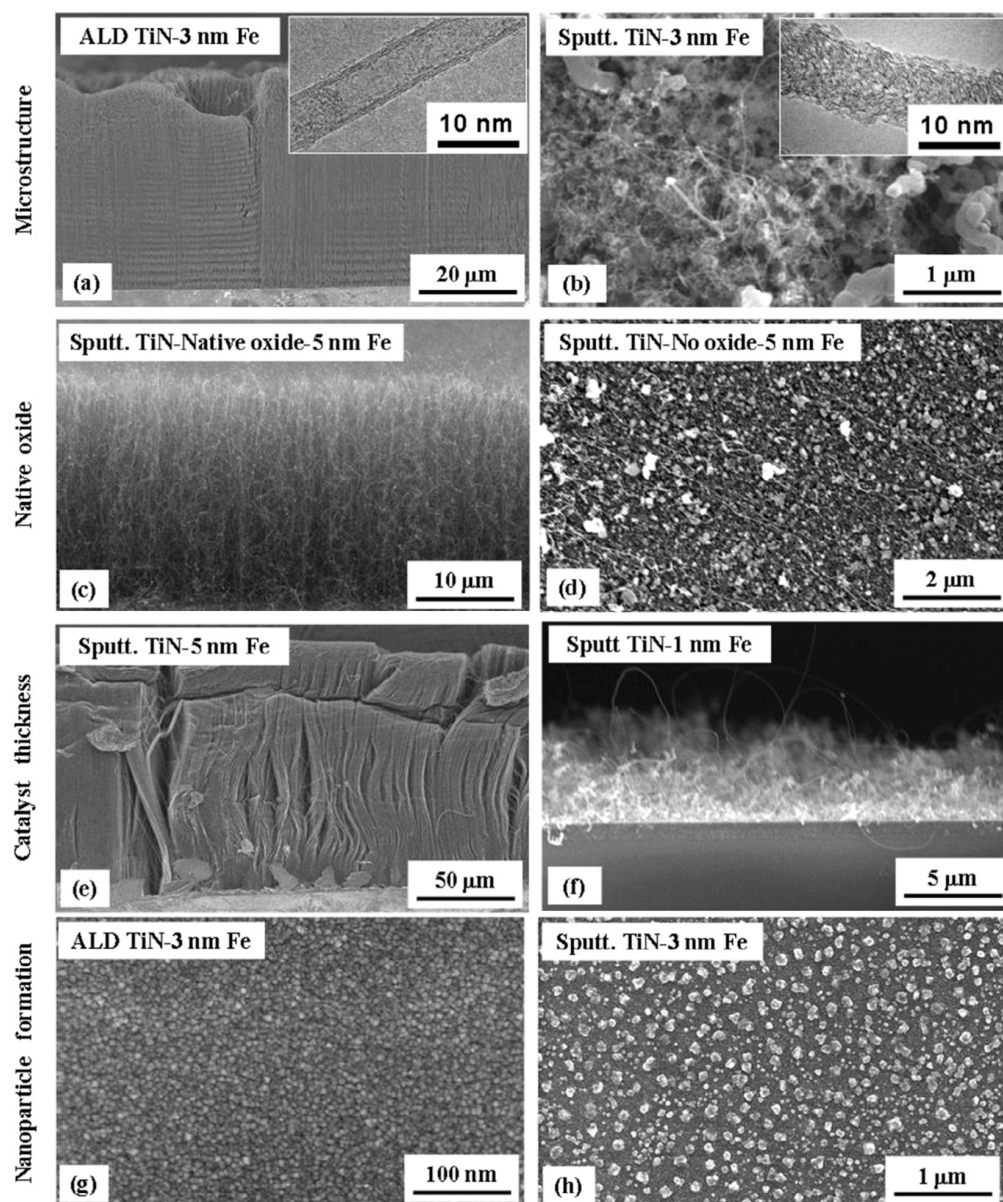 Microstructure
ALD TiN-3 nm Fe
10 nm
(a)
20 μm
Sputt. TiN-3 nm Fe
10 nm
(b)
1 μm
Native oxide
Sputt. TiN-Native oxide-5 nm Fe
(c)
10 μm
Sputt. TiN-No oxide-5 nm Fe
(d)
2 μm
Catalyst thickness
Sputt. TiN-5 nm Fe
(e)
50 μm
Sputt TiN-1 nm Fe
(f)
5 μm
Nanoparticle formation
ALD TiN-3 nm Fe
(g)
100 nm
Sputt. TiN-3 nm Fe
(h)
1 μm